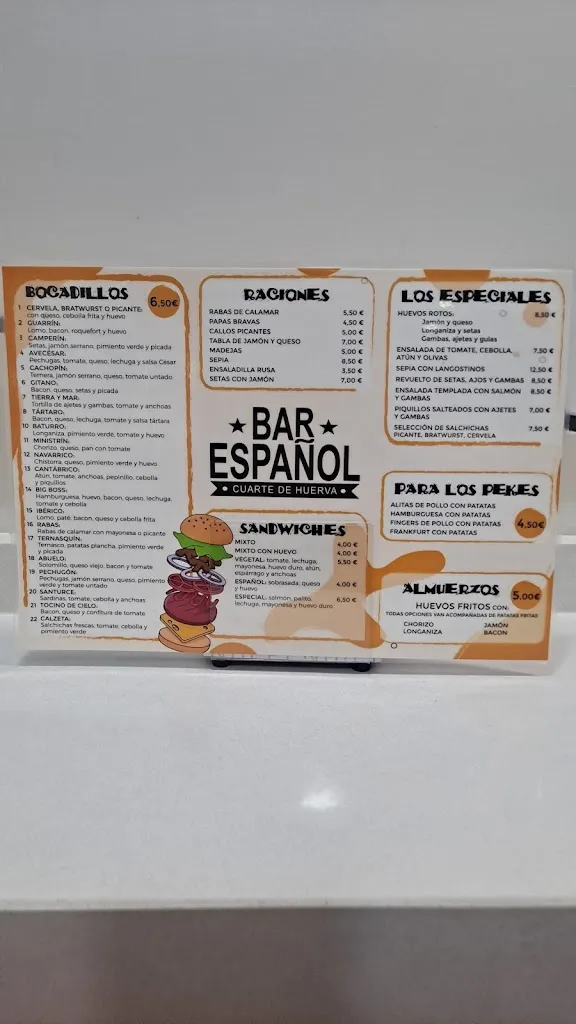 BOCADILLOS
6,50€
1 CERVELA, BRATWURST O PICANTE:
con queso, cebolla frita y huevo
2 GUARRÍN:
Lomo, bacon, roquefort y huevo
3 CAMPERÍN:
Setas, jamón serrano, pimiento verde y picada
4 AVECÉSAR:
Pechugas, tomate, queso, lechuga y salsa César
5 CACHOPÍN:
Ternera, jamón serrano, queso, tomate untado
6 GITANO:
Bacon, queso, setas y picada
7 TIERRA Y MAR:
Tortilla de ajetes y gambas, tomate y anchoas
8 TÁRTARO:
Bacon, queso, lechuga, tomate y salsa tártara
10 BATURRO:
Longaniza, pimiento verde, tomate y huevo
11 MINISTRÍN:
Chorizo, queso, pan con tomate
12 NAVARRICO:
Chistorra, queso, pimiento verde y huevo
13 CANTÁBRICO:
Atún, tomate, anchoas, pepinillo, cebolla
y piquillos
14 BIG BOSS:
Hamburguesa, huevo, bacon, queso, lechuga,
tomate y cebolla
15 IBÉRICO:
Lomo, paté, bacon, queso y cebolla frita
16 RABAS:
Rabas de calamar con mayonesa o picante
17 TERNASQUÍN:
Ternasco, patatas plancha, pimiento verde
y picada
18 ABUELO:
Solomillo, queso viejo, bacon y tomate
19 PECHUGÓN:
Pechugas, jamón serrano, queso, pimiento
verde y tomate untado
20 SANTURCE:
Sardinas, tomate, cebolla y anchoas
21 TOCINO DE CIELO:
Bacon, queso y confitura de tomate
22 CALZETA:
Salchichas frescas, tomate, cebolla y
pimiento verde
RACIONES
RABAS DE CALAMAR 5,50 €
PAPAS BRAVAS 4,50 €
CALLOS PICANTES 5,00 €
TABLA DE JAMÓN Y QUESO 7,00 €
MADEJAS 5,00 €
SEPIA 8,50 €
ENSALADILLA RUSA 3,50 €
SETAS CON JAMÓN 7,00 €
BAR
ESPAÑOL
CUARTE DE HUERVA
SANDWICHES
MIXTO 4,00 €
MIXTO CON HUEVO 4,00 €
VEGETAL: tomate, lechuga, 5,50 €
mayonesa, huevo duro, atún,
espárrago y anchoas
ESPAÑOL: sobrasada, queso 4,00 €
y huevo
ESPECIAL: salmón, palito, 6,50 €
lechuga, mayonesa y huevo duro
LOS ESPECIALES
HUEVOS ROTOS: 8,50 €
Jamón y queso
Longaniza y setas
Gambas, ajetes y gulas
ENSALADA DE TOMATE, CEBOLLA, 7,50 €
ATÚN Y OLIVAS
SEPIA CON LANGOSTINOS 12,50 €
REVUELTO DE SETAS, AJOS Y GAMBAS 8,50 €
ENSALADA TEMPLADA CON SALMÓN 8,50 €
Y GAMBAS
PIQUILLOS SALTEADOS CON AJETES 7,00 €
Y GAMBAS
SELECCIÓN DE SALCHICHAS 7,50 €
PICANTE, BRATWURST, CERVELA
PARA LOS PEKES
ALITAS DE POLLO CON PATATAS
HAMBURGUESA CON PATATAS
FINGERS DE POLLO CON PATATAS
FRANKFURT CON PATATAS
4,50€
ALMUERZOS
5,00€
HUEVOS FRITOS CON:
TODAS OPCIONES VAN ACOMPAÑADAS DE PATATAS FRITAS
CHORIZO JAMÓN
LONGANIZA BACON